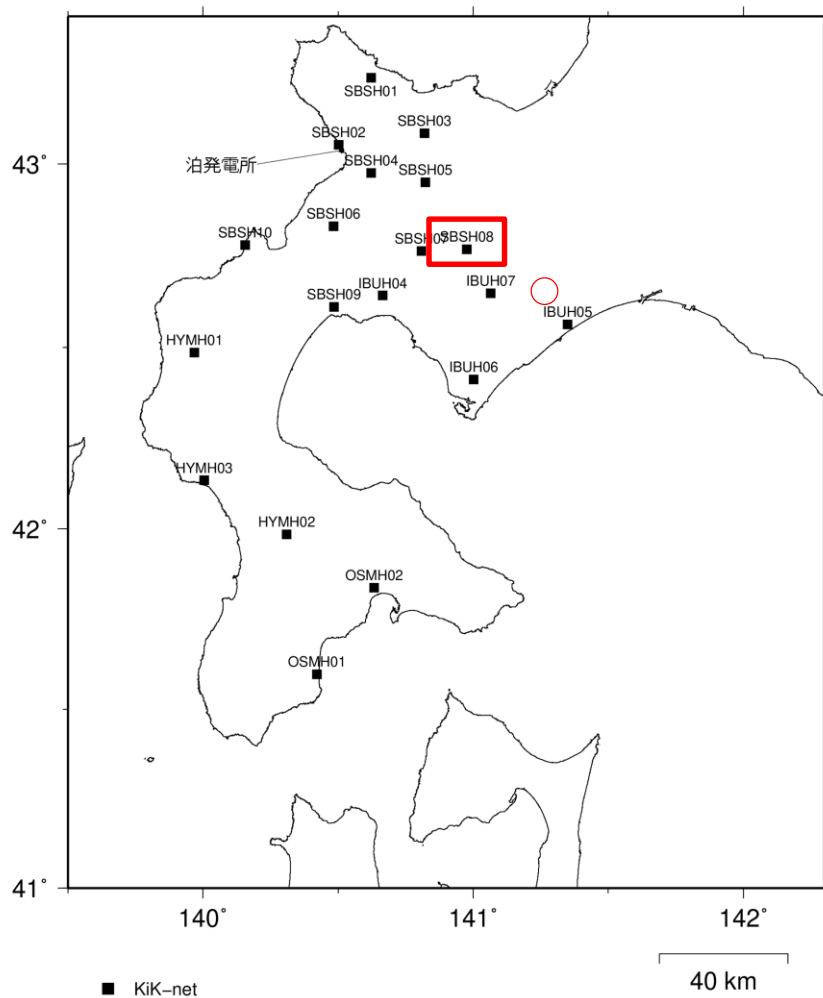 SBSH01
SBSH03
SBSH02
43°
泊発電所
SBSH04
SBSH05
SBSH06
SBSH10
SBSH07
SBSH08
IBUH07
IBUH04
SBSH09
IBUH05
HYMH01
IBUH06
HYMH03
42°
HYMH02
OSMH02
OSMH01
41°
140°
141°
142°
KiK-net
40 km